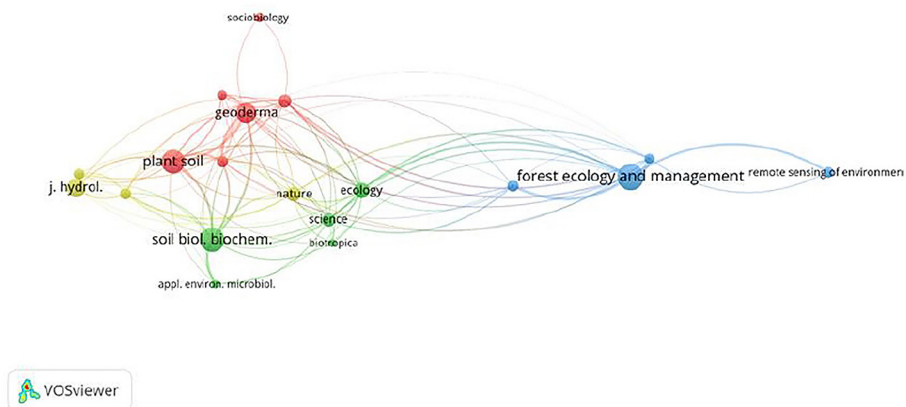 sociobiology
geoderma
plant soil
j. hydrol.
nature
ecology
forest ecology and management
remote sensing of environmen
science
soil biol. biochem.
biotropica
appl. environ. microbiol.
VOSviewer